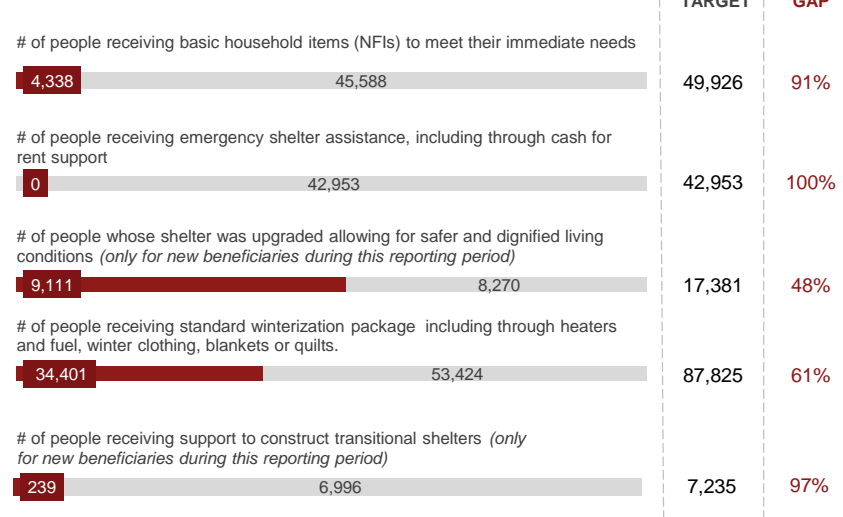 TARGET GAP
# of people receiving basic household items (NFIs) to meet their immediate needs
4,338 45,588 49,926 91%
# of people receiving emergency shelter assistance, including through cash for
rent support
0 42,953 42,953 100%
# of people whose shelter was upgraded allowing for safer and dignified living
conditions (only for new beneficiaries during this reporting period)
9,111 8,270 17,381 48%
# of people receiving standard winterization package including through heaters
and fuel, winter clothing, blankets or quilts.
34,401 53,424 87,825 61%
# of people receiving support to construct transitional shelters (only
for new beneficiaries during this reporting period)
239 6,996 7,235 97%